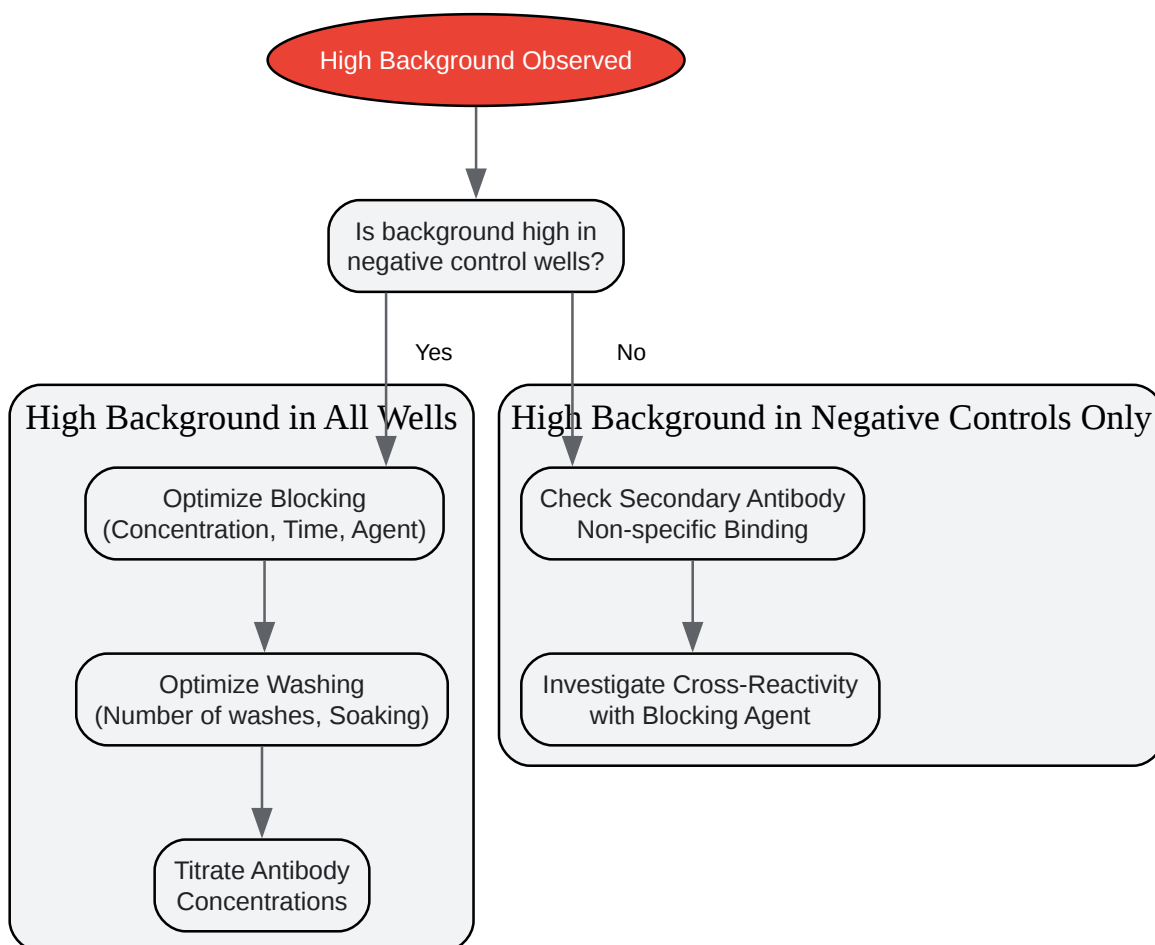 High Background Observed
Is background high in
negative control wells?
Yes
No
High Background in All Wells
High Background in Negative Controls Only
Optimize Blocking
(Concentration, Time, Agent)
Check Secondary Antibody
Non-specific Binding
Optimize Washing
(Number of washes, Soaking)
Investigate Cross-Reactivity
with Blocking Agent
Titrate Antibody
Concentrations